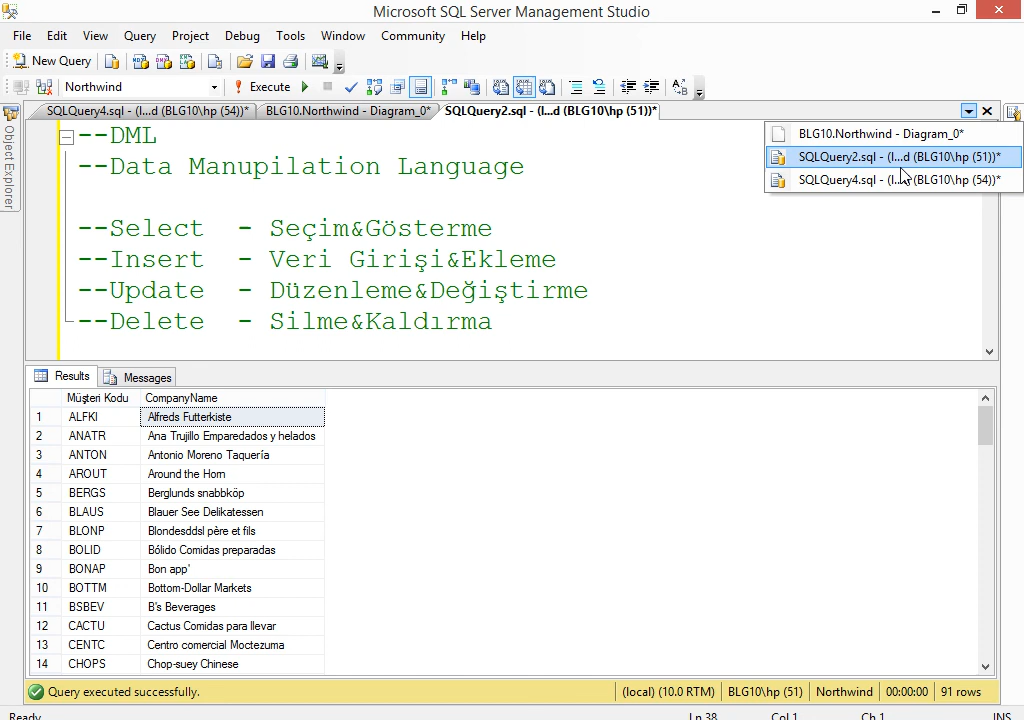 Microsoft SQL Server Management Studio
File Edit View Query Project Debug Tools Window Community Help
New Query
Northwind Execute
SQLQuery4.sql - (l...d (BLG10\hp (54))* BLG10.Northwind - Diagram_0* SQLQuery2.sql - (l...d (BLG10\hp (51))*
BLG10.Northwind - Diagram_0*
SQLQuery2.sql - (l...d (BLG10\hp (51))*
SQLQuery4.sql - (l... (BLG10\hp (54))*
Object Explorer
--DML
--Data Manupilation Language
--Select - Seçim&Gösterme
--Insert - Veri Girişi&Ekleme
--Update - Düzenleme&Değiştirme
--Delete - Silme&Kaldırma
Results Messages
Müşteri Kodu CompanyName
1 ALFKI Alfreds Futterkiste
2 ANATR Ana Trujillo Emparedados y helados
3 ANTON Antonio Moreno Taquería
4 AROUT Around the Horn
5 BERGS Berglunds snabbköp
6 BLAUS Blauer See Delikatessen
7 BLONP Blondesddsl père et fils
8 BOLID Bólido Comidas preparadas
9 BONAP Bon app'
10 BOTTM Bottom-Dollar Markets
11 BSBEV B's Beverages
12 CACTU Cactus Comidas para llevar
13 CENTC Centro comercial Moctezuma
14 CHOPS Chop-suey Chinese
Query executed successfully. (local) (10.0 RTM) BLG10\hp (51) Northwind 00:00:00 91 rows
Ready Ln 38 Col 1 Ch 1 INS